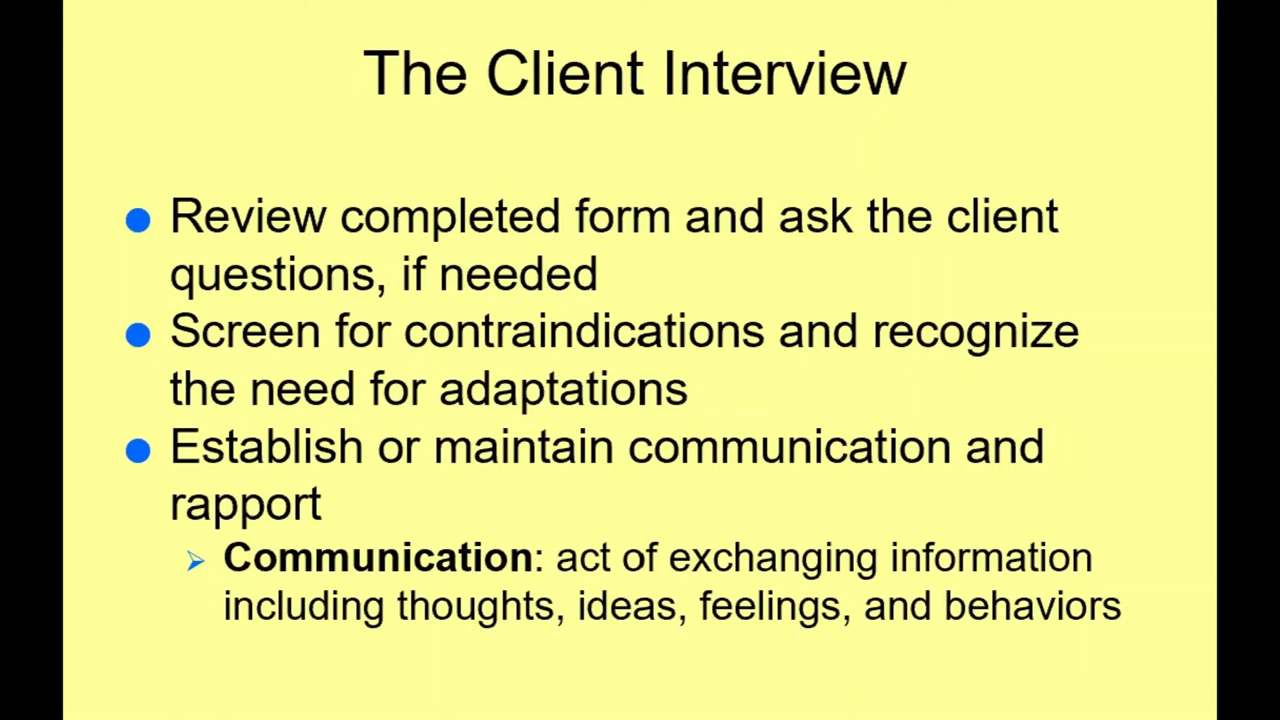 The Client Interview
Review completed form and ask the client
questions, if needed
Screen for contraindications and recognize
the need for adaptations
Establish or maintain communication and
rapport
Communication: act of exchanging information
including thoughts, ideas, feelings, and behaviors